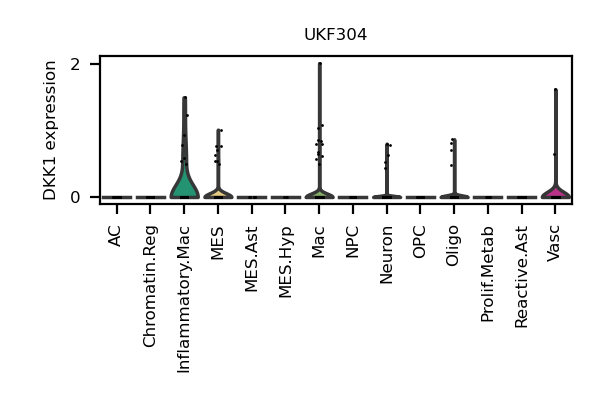 UKF304
DKK1 expression
2
0
AC
Chromatin.Reg
Inflammatory.Mac
MES
MES.Ast
MES.Hyp
Mac
NPC
Neuron
OPC
Oligo
Prolif.Metab
Reactive.Ast
Vasc